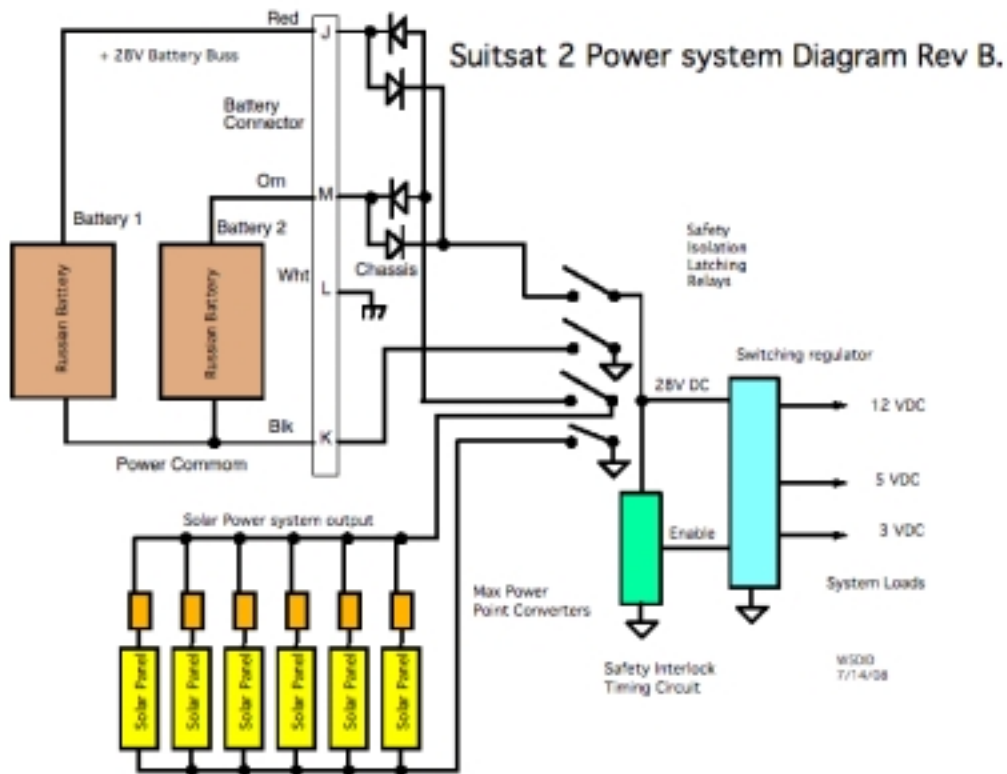 Suitsat 2 Power system Diagram Rev B.
Red
J
+ 28V Battery Buss
Battery
Connector
Orn
M
Battery 1
Battery 2
Russian Battery
Russian Battery
Wht
Chassis
L
Safety
Isolation
Latching
Relays
Switching regulator
28V DC
12 VDC
5 VDC
3 VDC
Blk
K
Power Commom
Enable
System Loads
Solar Power system output
Max Power
Point Converters
Solar Panel
Solar Panel
Solar Panel
Solar Panel
Solar Panel
Solar Panel
Safety Interlock
Timing Circuit
7/14/08